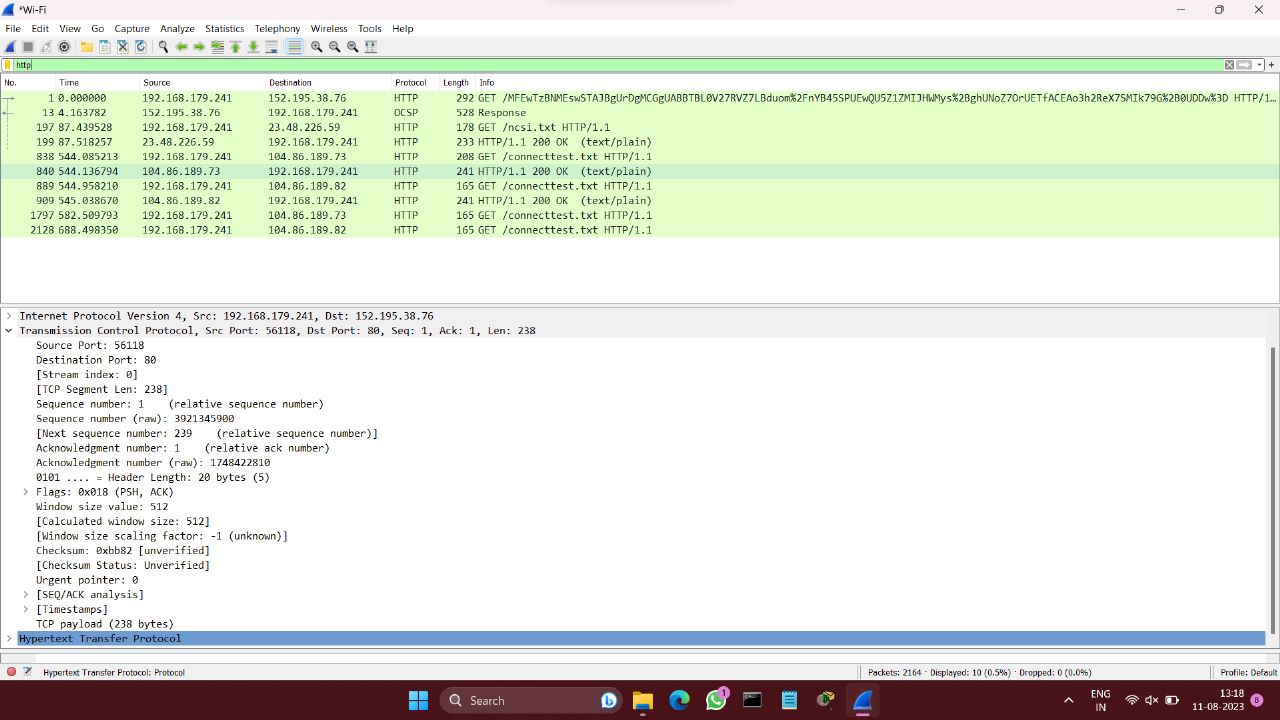 *Wi-Fi
File Edit View Go Capture Analyze Statistics Telephony Wireless Tools Help
http
No. Time Source Destination Protocol Length Info
1 0.000000 192.168.179.241 152.195.38.76 HTTP 292 GET /MFEwTzBNMEswSTAJBgUrDgMCGgUABBTBL0V27RVZ7LBduom%2FnYB45SPUEwQU5Z1ZMIJHWMys%2BghUNoZ7OrUETfACEAo3h2ReX7SMIk79G%2B0UDDw%3D HTTP/1...
13 4.163782 152.195.38.76 192.168.179.241 OCSP 528 Response
197 87.439528 192.168.179.241 23.48.226.59 HTTP 178 GET /ncsi.txt HTTP/1.1
199 87.518257 23.48.226.59 192.168.179.241 HTTP 233 HTTP/1.1 200 OK (text/plain)
838 544.085213 192.168.179.241 104.86.189.73 HTTP 208 GET /connecttest.txt HTTP/1.1
840 544.136794 104.86.189.73 192.168.179.241 HTTP 241 HTTP/1.1 200 OK (text/plain)
889 544.958210 192.168.179.241 104.86.189.82 HTTP 165 GET /connecttest.txt HTTP/1.1
909 545.038670 104.86.189.82 192.168.179.241 HTTP 241 HTTP/1.1 200 OK (text/plain)
1797 582.509793 192.168.179.241 104.86.189.73 HTTP 165 GET /connecttest.txt HTTP/1.1
2128 688.498350 192.168.179.241 104.86.189.82 HTTP 165 GET /connecttest.txt HTTP/1.1
Internet Protocol Version 4, Src: 192.168.179.241, Dst: 152.195.38.76
Transmission Control Protocol, Src Port: 56118, Dst Port: 80, Seq: 1, Ack: 1, Len: 238
Source Port: 56118
Destination Port: 80
[Stream index: 0]
[TCP Segment Len: 238]
Sequence number: 1 (relative sequence number)
Sequence number (raw): 3921345900
[Next sequence number: 239 (relative sequence number)]
Acknowledgment number: 1 (relative ack number)
Acknowledgment number (raw): 1748422810
0101 .... = Header Length: 20 bytes (5)
Flags: 0x018 (PSH, ACK)
Window size value: 512
[Calculated window size: 512]
[Window size scaling factor: -1 (unknown)]
Checksum: 0xbb82 [unverified]
[Checksum Status: Unverified]
Urgent pointer: 0
[SEQ/ACK analysis]
[Timestamps]
TCP payload (238 bytes)
Hypertext Transfer Protocol
Hypertext Transfer Protocol: Protocol Packets: 2164 · Displayed: 10 (0.5%) · Dropped: 0 (0.0%) Profile: Default
Search 1 ENG 13:18
IN 11-08-2023 8